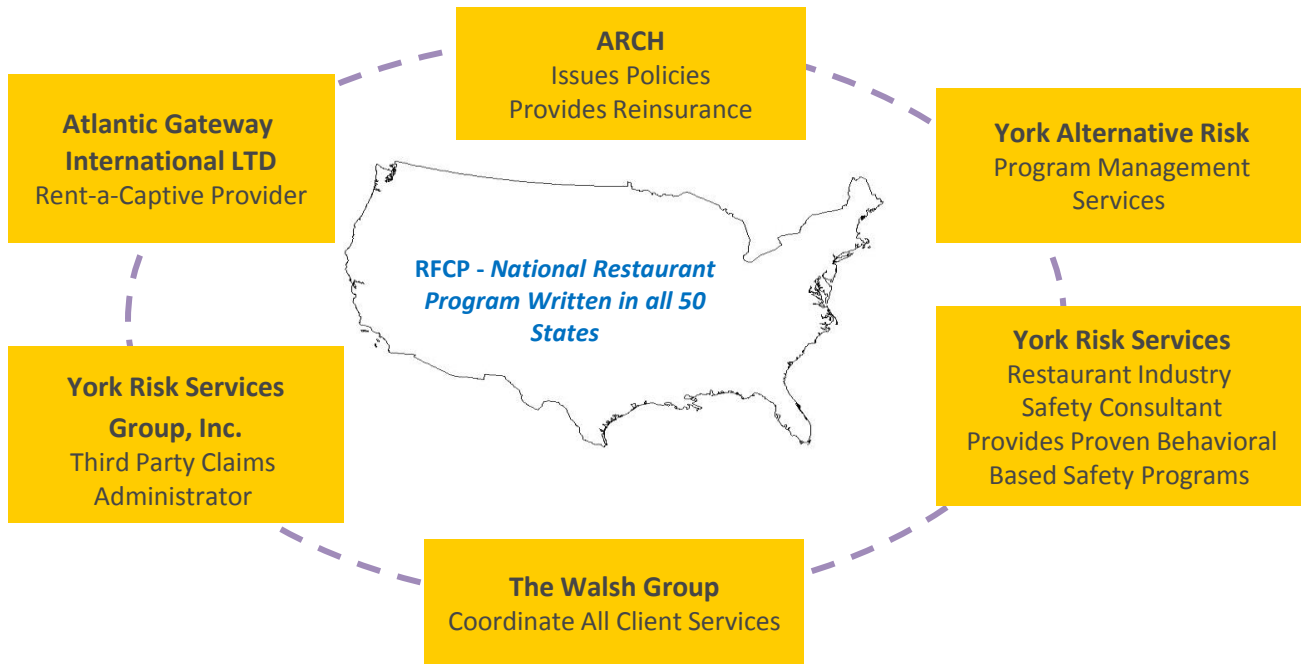 ARCH
Issues Policies
Provides Reinsurance
Atlantic Gateway
International LTD
Rent-a-Captive Provider
York Alternative Risk
Program Management
Services
RFCP - National Restaurant
Program Written in all 50
States
York Risk Services
Group, Inc.
Third Party Claims
Administrator
York Risk Services
Restaurant Industry
Safety Consultant
Provides Proven Behavioral
Based Safety Programs
The Walsh Group
Coordinate All Client Services